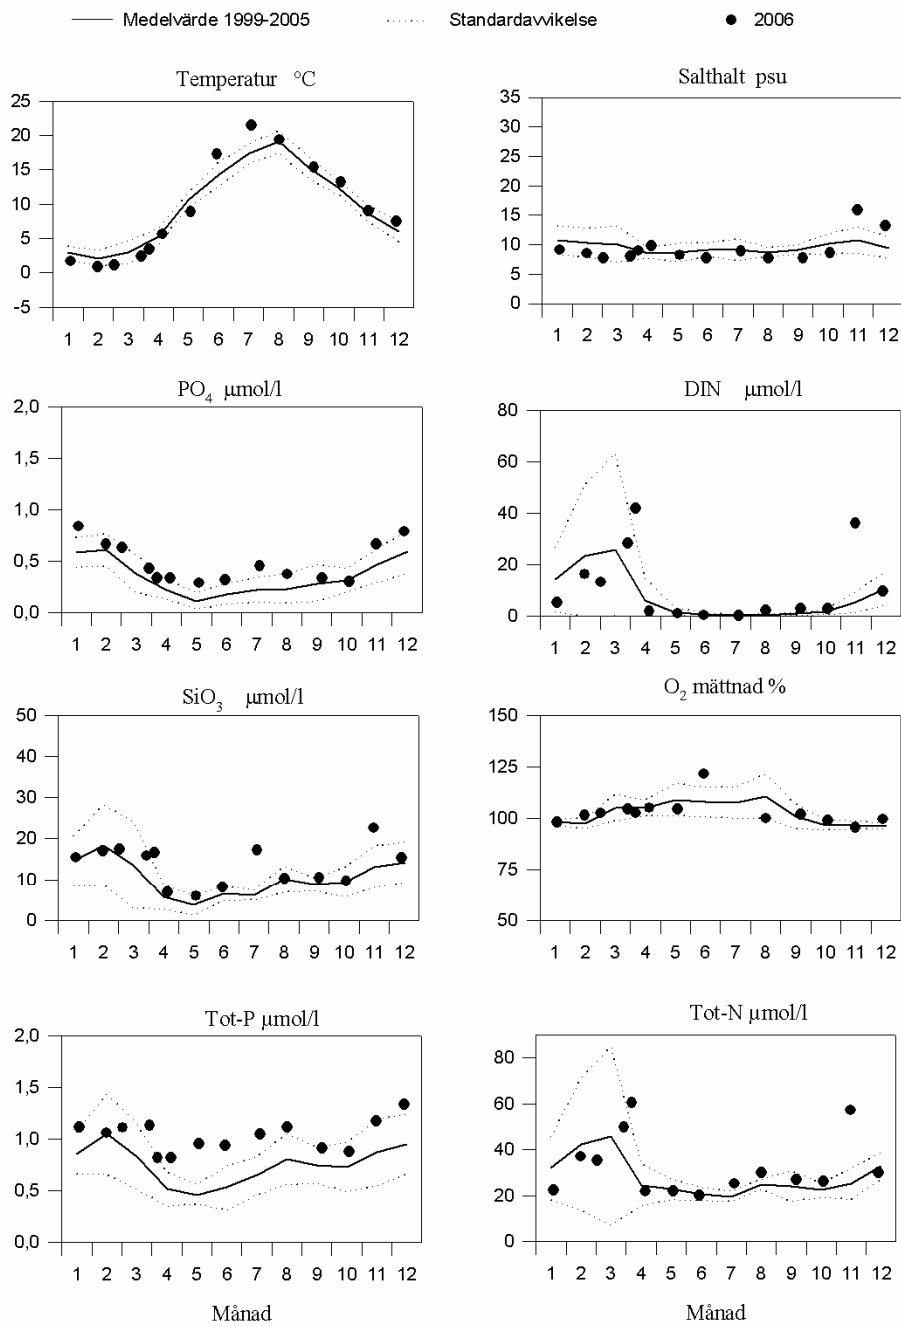 Medelvärde 1999-2005 Standardavvikelse 2006
Temperatur °C
25
20
15
10
5
0
-5
1 2 3 4 5 6 7 8 9 10 11 12
Salthalt psu
35
30
25
20
15
10
5
0
1 2 3 4 5 6 7 8 9 10 11 12
PO4 µmol/l
2,0
1,5
1,0
0,5
0,0
1 2 3 4 5 6 7 8 9 10 11 12
DIN µmol/l
80
60
40
20
0
1 2 3 4 5 6 7 8 9 10 11 12
SiO3 µmol/l
50
40
30
20
10
0
1 2 3 4 5 6 7 8 9 10 11 12
O2 mättnad %
150
125
100
75
50
1 2 3 4 5 6 7 8 9 10 11 12
Tot-P µmol/l
2,0
1,5
1,0
0,5
0,0
1 2 3 4 5 6 7 8 9 10 11 12
Månad
Tot-N µmol/l
80
60
40
20
0
1 2 3 4 5 6 7 8 9 10 11 12
Månad